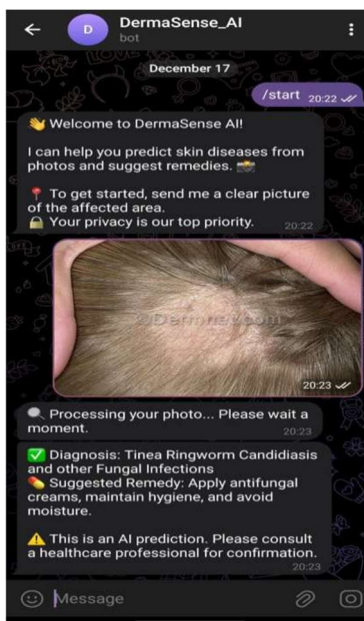 DermaSense_AI
D
bot
December 17
/start 20:22
👋 Welcome to DermaSense AI!
I can help you predict skin diseases from
photos and suggest remedies. 📸
📍 To get started, send me a clear picture
of the affected area.
🔒 Your privacy is our top priority. 20:22
©Dermnet.com
20:23
🔍 Processing your photo... Please wait a
moment. 20:23
✅ Diagnosis: Tinea Ringworm Candidiasis
and other Fungal Infections
💊 Suggested Remedy: Apply antifungal
creams, maintain hygiene, and avoid
moisture.
⚠️ This is an AI prediction. Please consult
a healthcare professional for confirmation.
20:23
Message